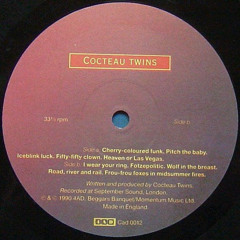 COCTEAU TWINS
33⅓ rpm
Side b
Side a. Cherry-coloured funk. Pitch the baby.
Iceblink luck. Fifty-fifty clown. Heaven or Las Vegas.
Side b. I wear your ring. Fotzepolitic. Wolf in the breast.
Road, river and rail. Frou-frou foxes in midsummer fires.
Written and produced by Cocteau Twins.
Recorded at September Sound, London.
℗ & © 1990 4AD, Beggars Banquet/Momentum Music Ltd
Made in England.
4AD Cad 0012